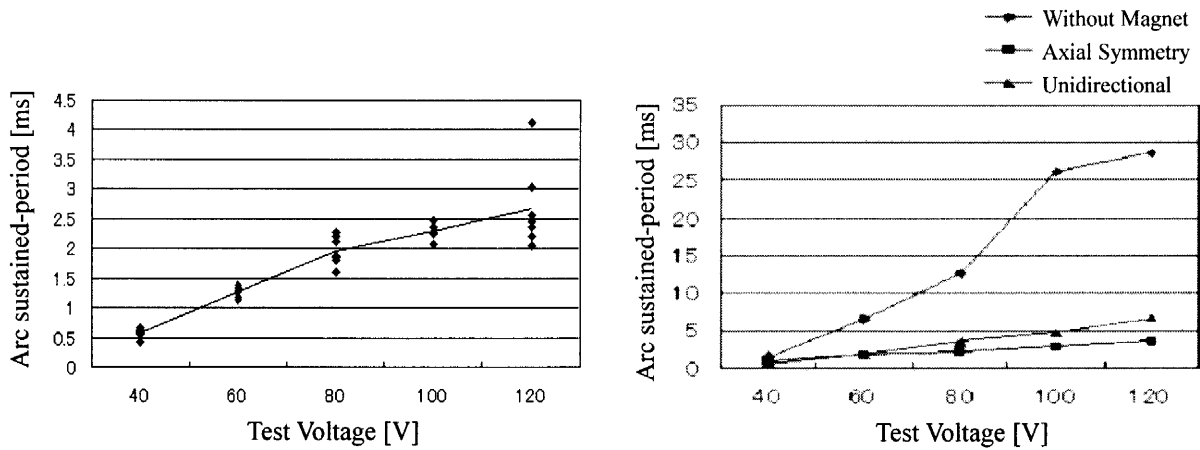 Without Magnet
Axial Symmetry
Unidirectional
Arc sustained-period [ms]
4.5
4
3.5
3
2.5
2
1.5
1
0.5
0
40 60 80 100 120
Test Voltage [V]
Arc sustained-period [ms]
35
30
25
20
15
10
5
0
40 60 80 100 120
Test Voltage [V]